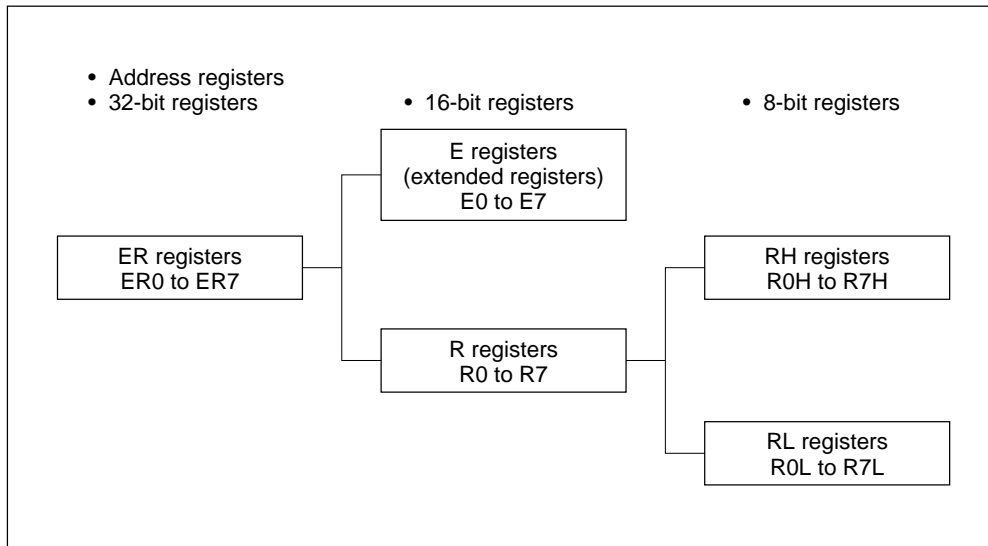 • Address registers
• 32-bit registers
• 16-bit registers
• 8-bit registers
E registers
(extended registers)
E0 to E7
ER registers
ER0 to ER7
RH registers
R0H to R7H
R registers
R0 to R7
RL registers
R0L to R7L